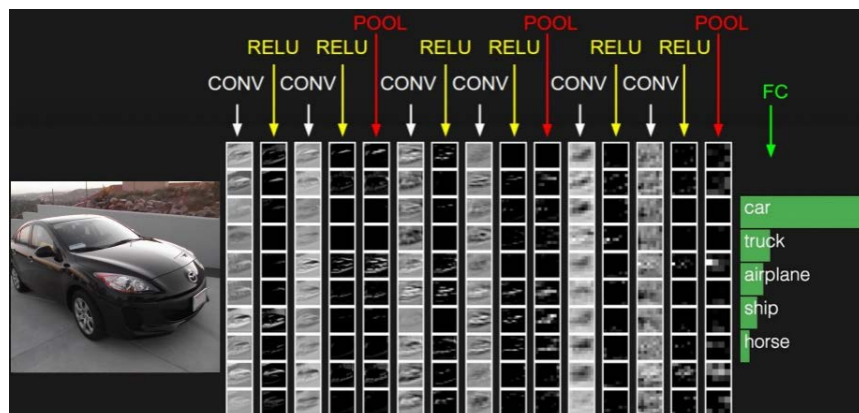 POOL POOL POOL
RELU RELU RELU RELU RELU RELU
CONV CONV CONV CONV CONV CONV
FC
car
truck
airplane
ship
horse